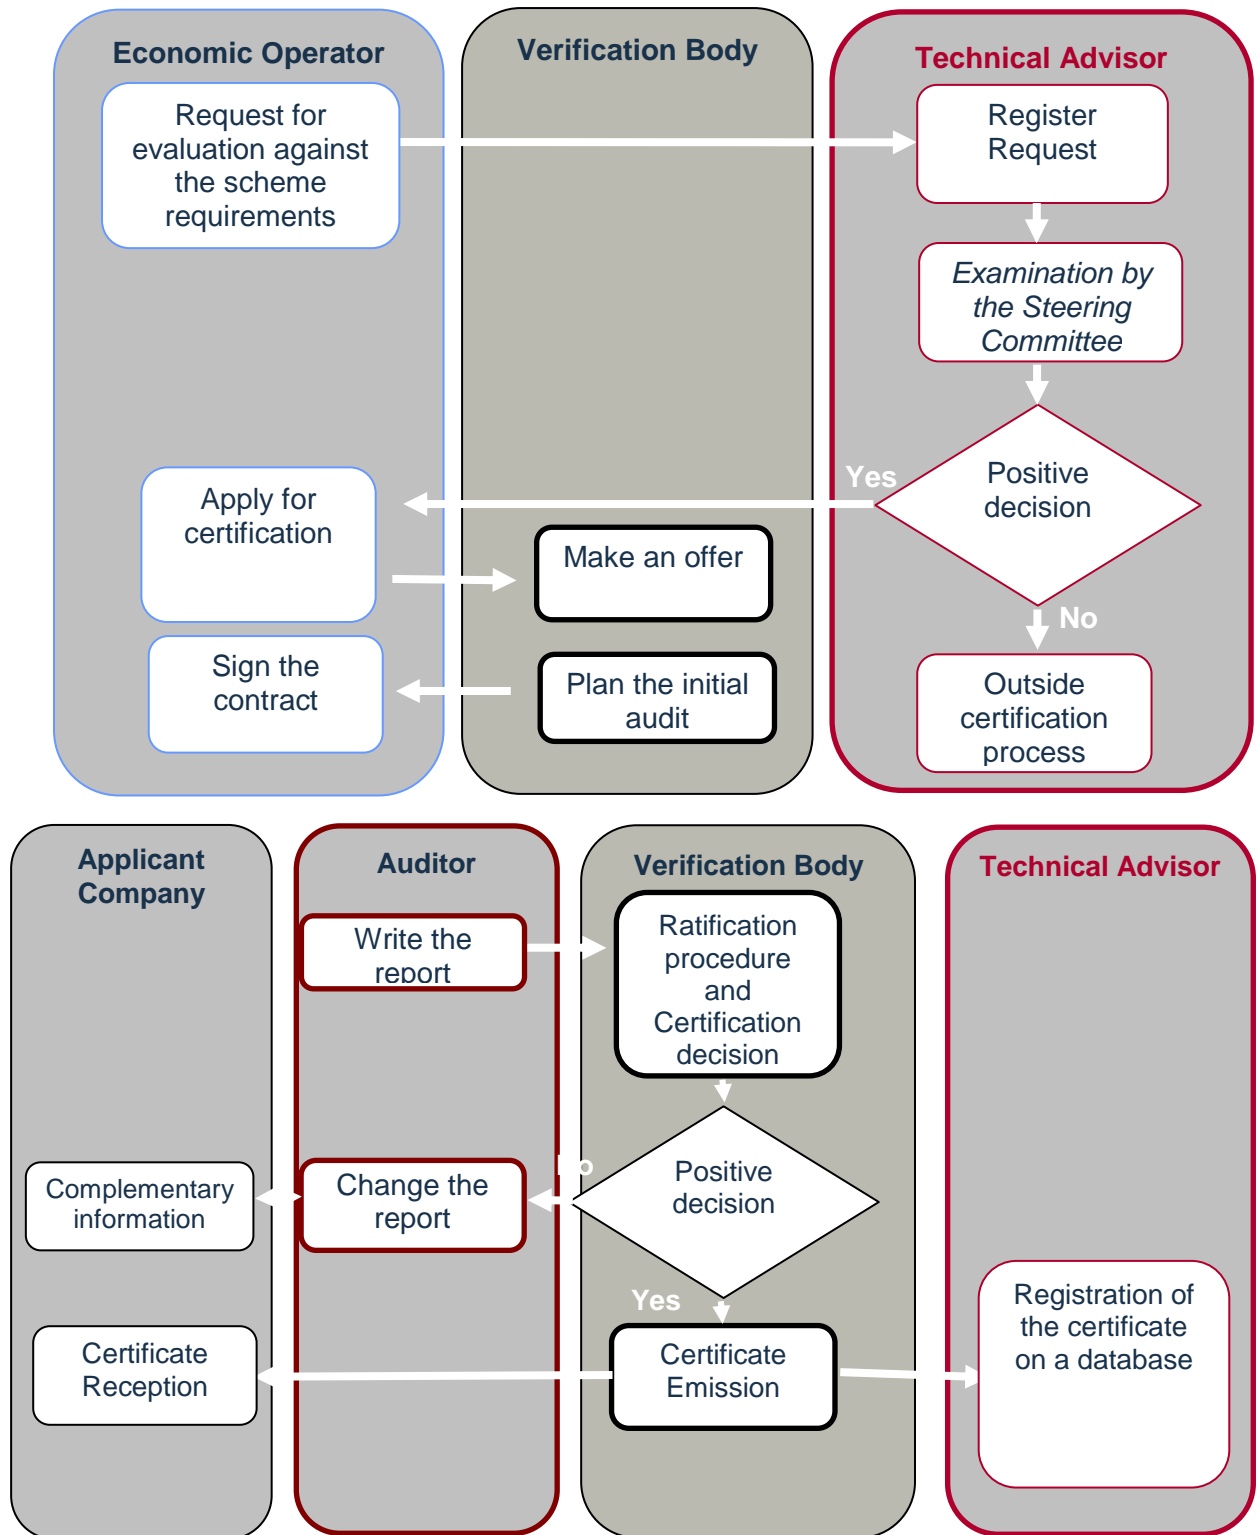 Economic Operator
Verification Body
Technical Advisor
Request for
evaluation against
the scheme
requirements
Register
Request
Examination by
the Steering
Committee
Yes
Positive
decision
Apply for
certification
Make an offer
No
Sign the
contract
Plan the initial
audit
Outside
certification
process
Applicant
Company
Auditor
Verification Body
Technical Advisor
Write the
report
Ratification
procedure
and
Certification
decision
No
Positive
decision
Complementary
information
Change the
report
Yes
Registration of
the certificate
on a database
Certificate
Reception
Certificate
Emission